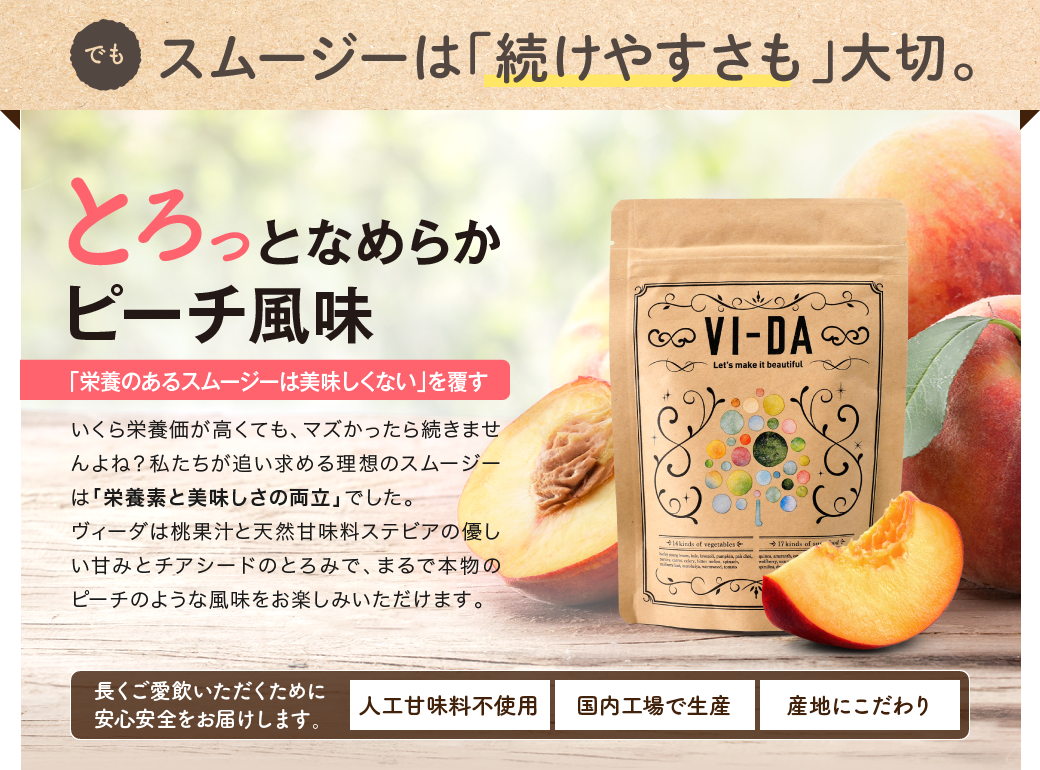 でも
スムージーは「続けやすさも」大切。
とろっとなめらか
ピーチ風味
「栄養のあるスムージーは美味しくない」を覆す
いくら栄養価が高くても、マズかったら続きませ
んよね？私たちが追い求める理想のスムージー
は「栄養素と美味しさの両立」でした。
ヴィーダは桃果汁と天然甘味料ステビアの優し
い甘みとチアシードのとろみで、まるで本物の
ピーチのような風味をお楽しみいただけます。
VI-DA
Let's make it beautiful
14kinds of vegetables
17kinds of
長くご愛飲いただくために
安心安全をお届けします。
人工甘味料不使用
国内工場で生産
産地にこだわり